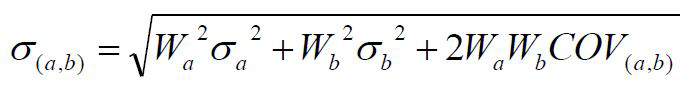 σ(a,b) = √(Wa²σa² + Wb²σb² + 2WaWbCOV(a,b))